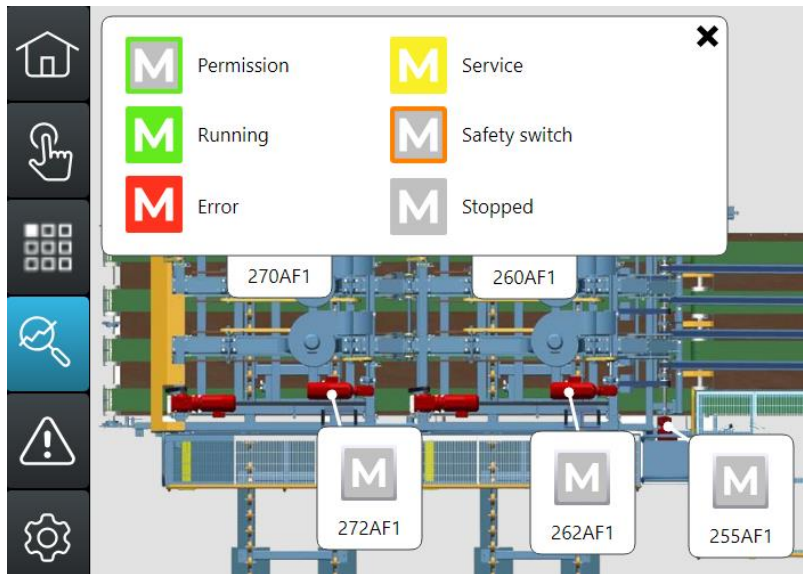 M Permission
M Service
M Running
M Safety switch
M Error
M Stopped
270AF1
260AF1
M
272AF1
M
262AF1
M
255AF1